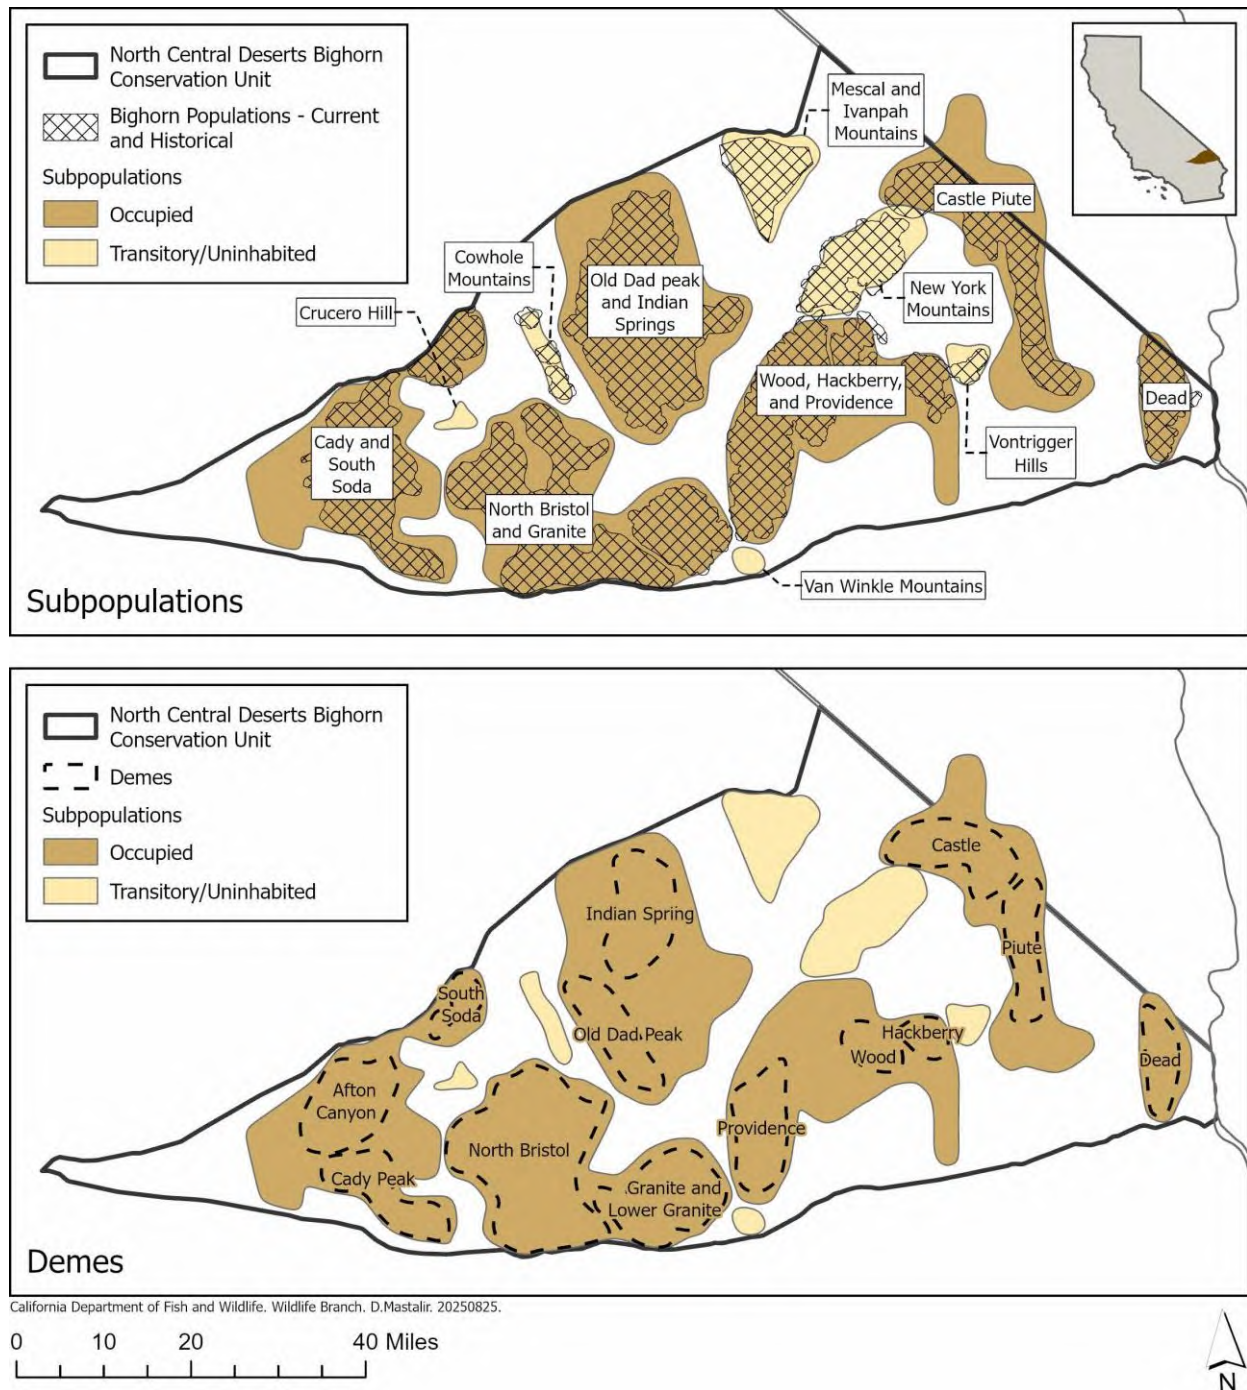 North Central Deserts Bighorn
Conservation Unit
Bighorn Populations - Current
and Historical
Subpopulations
Occupied
Transitory/Uninhabited
Mescal and
Ivanpah
Mountains
Castle Piute
Cowhole
Mountains
Old Dad peak
and Indian
Springs
New York
Mountains
Crucero Hill
Wood, Hackberry,
and Providence
Dead
Cady and
South
Soda
Vontrigger
Hills
North Bristol
and Granite
Van Winkle Mountains
Subpopulations
North Central Deserts Bighorn
Conservation Unit
Demes
Subpopulations
Occupied
Transitory/Uninhabited
Castle
Indian Spring
Piute
South
Soda
Old Dad Peak
Hackberry
Wood
Dead
Afton
Canyon
Providence
North Bristol
Cady Peak
Granite and
Lower Granite
Demes
California Department of Fish and Wildlife. Wildlife Branch. D.Mastalir. 20250825.
0 10 20 40 Miles
N